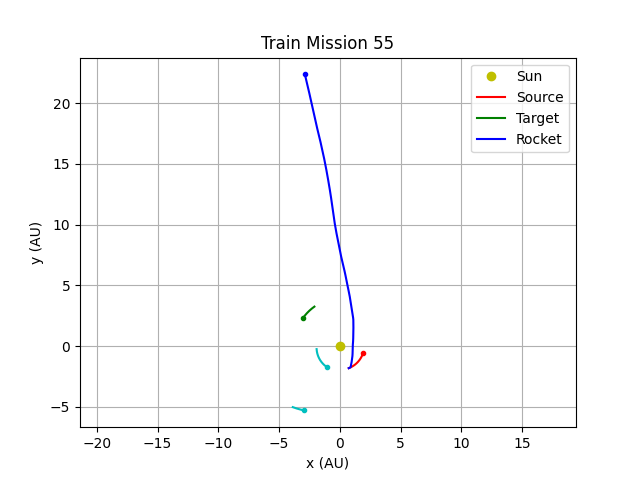 Train Mission 55
Sun
Source
Target
Rocket
20
15
10
5
0
−5
y (AU)
−20 −15 −10 −5 0 5 10 15
x (AU)